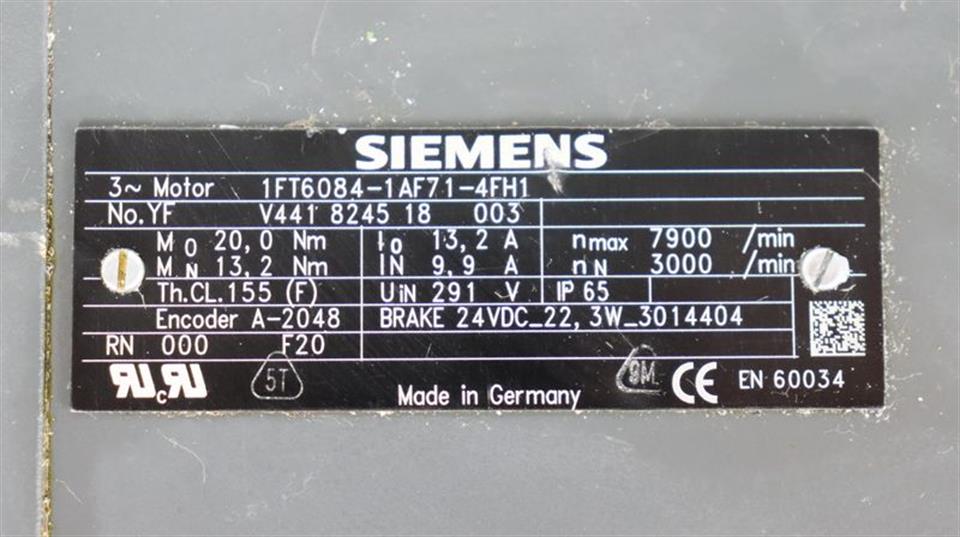 SIEMENS
3~ Motor 1FT6084-1AF71-4FH1
No. YF V441 8245 18 003
M0 20,0 Nm I0 13,2 A nmax 7900 /min
MN 13,2 Nm IN 9,9 A nN 3000 /min
Th.CL.155 (F) UiN 291 V IP 65
Encoder A-2048 BRAKE 24VDC_22,3W_3014404
RN 000 F20
5T 9M EN 60034
Made in Germany